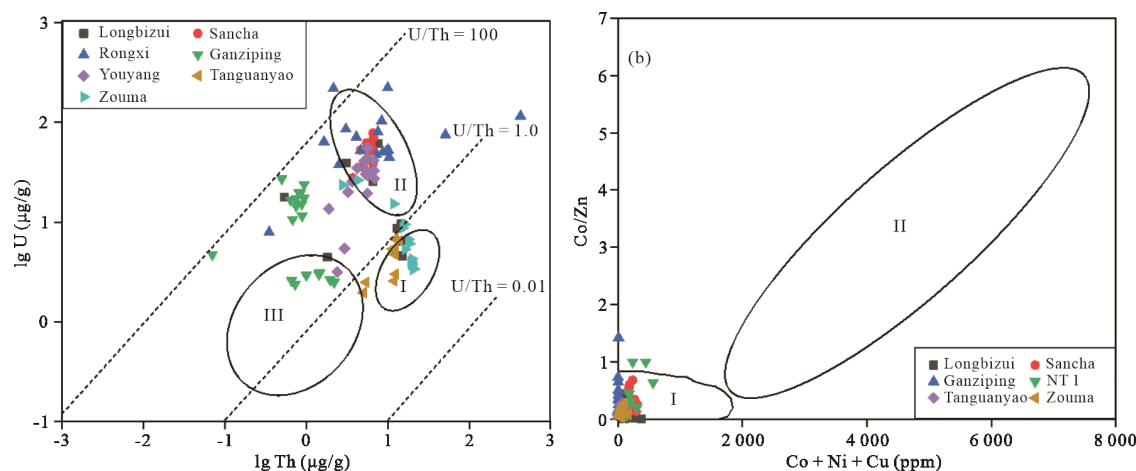 3
2
1
0
-1
lg U (µg/g)
Longbizui
Sancha
Rongxi
Ganziping
Youyang
Tanguanyao
Zouma
U/Th = 100
U/Th = 1.0
U/Th = 0.01
II
I
III
-3
-2
-1
0
1
2
3
lg Th (µg/g)
7
6
5
4
3
2
1
0
Co/Zn
(b)
II
I
Longbizui
Sancha
Ganziping
NT 1
Tanguanyao
Zouma
0
2 000
4 000
6 000
8 000
Co + Ni + Cu (ppm)